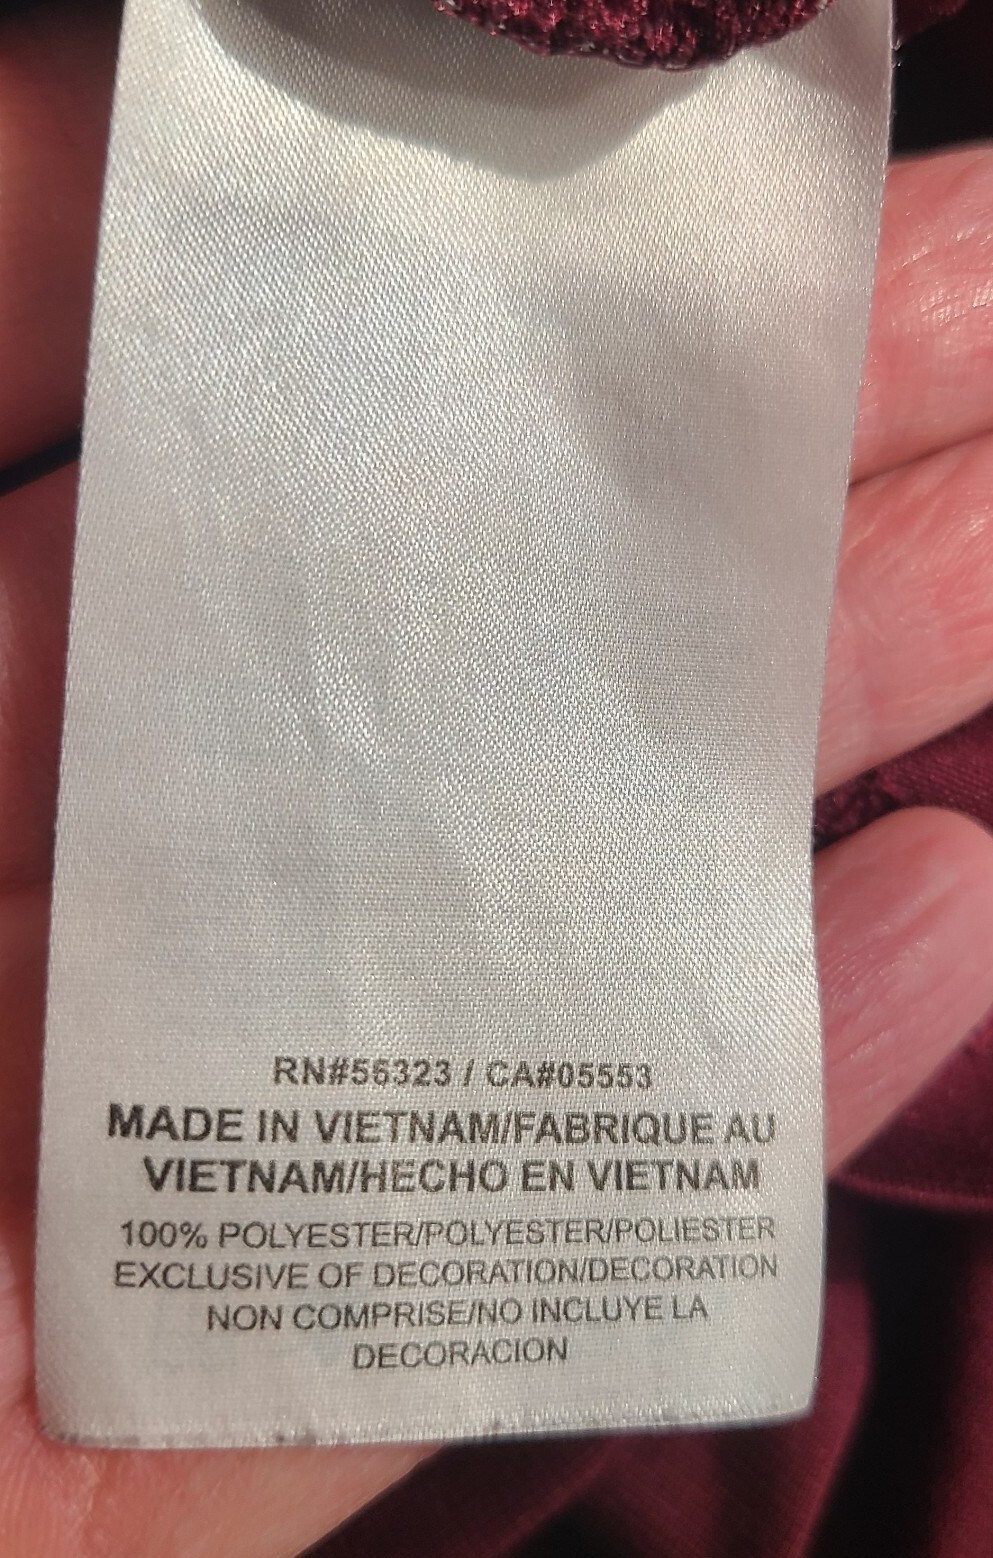 RN#56323 / CA#05553
MADE IN VIETNAM/FABRIQUE AU
VIETNAM/HECHO EN VIETNAM
100% POLYESTER/POLYESTER/POLIESTER
EXCLUSIVE OF DECORATION/DECORATION
NON COMPRISE/NO INCLUYE LA
DECORACION